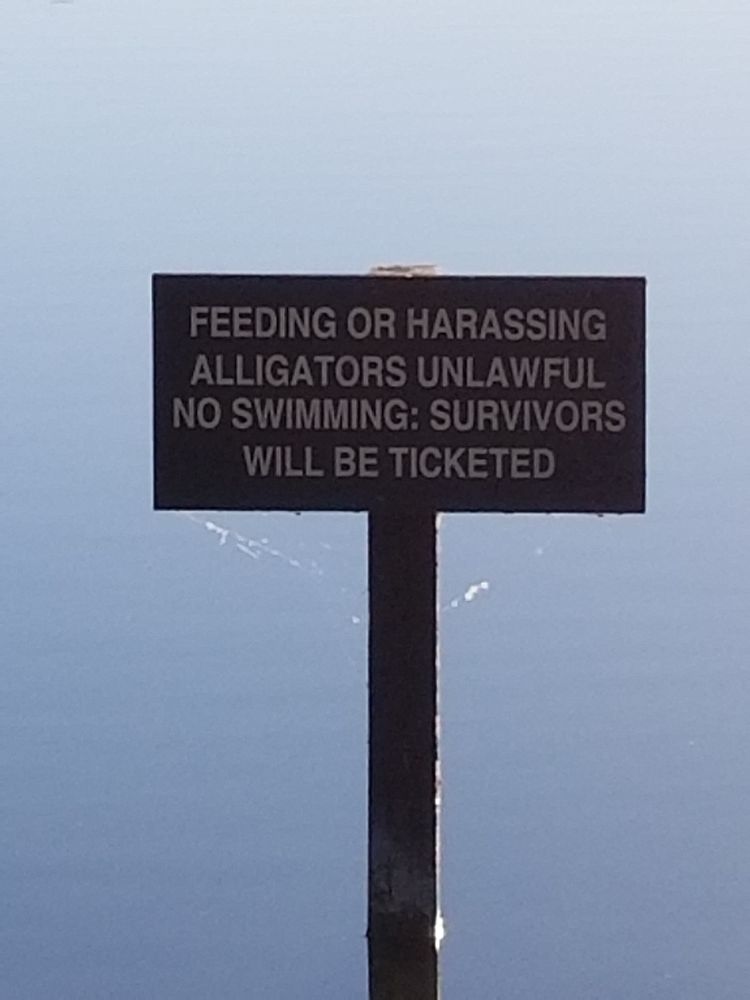 FEEDING OR HARASSING
ALLIGATORS UNLAWFUL
NO SWIMMING: SURVIVORS
WILL BE TICKETED